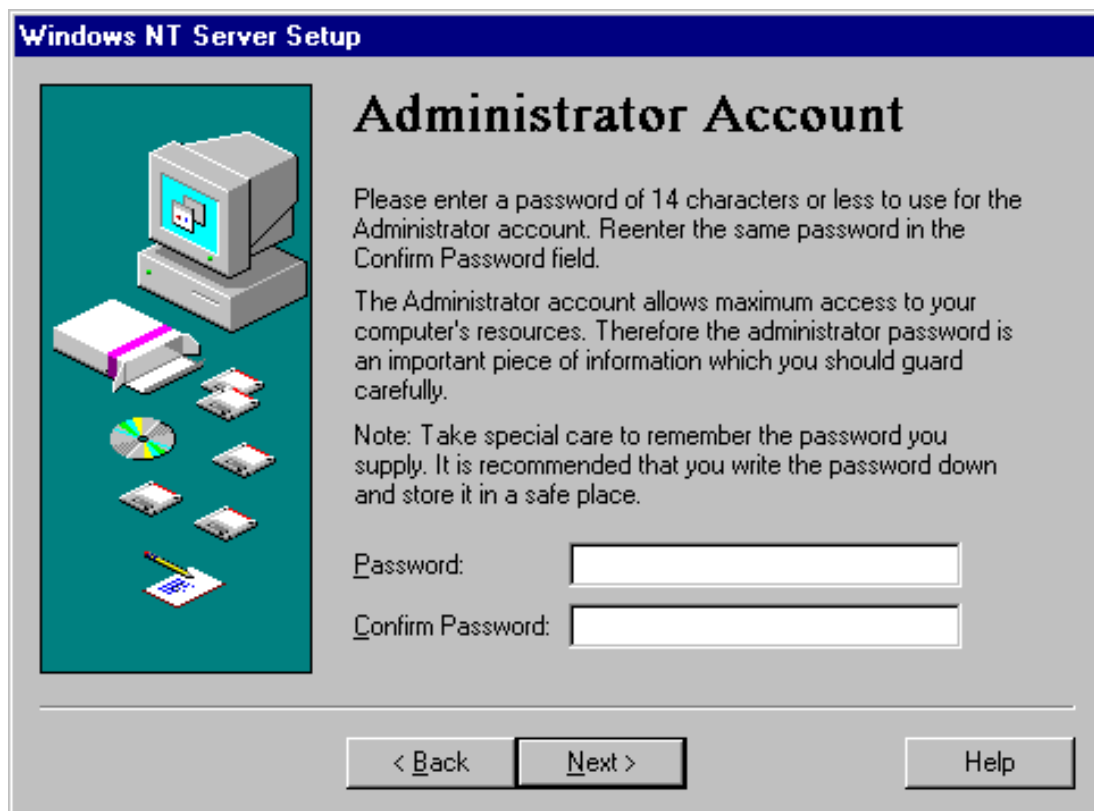 Windows NT Server Setup
Administrator Account
Please enter a password of 14 characters or less to use for the
Administrator account. Reenter the same password in the
Confirm Password field.
The Administrator account allows maximum access to your
computer's resources. Therefore the administrator password is
an important piece of information which you should guard
carefully.
Note: Take special care to remember the password you
supply. It is recommended that you write the password down
and store it in a safe place.
Password:
Confirm Password:
< Back
Next >
Help